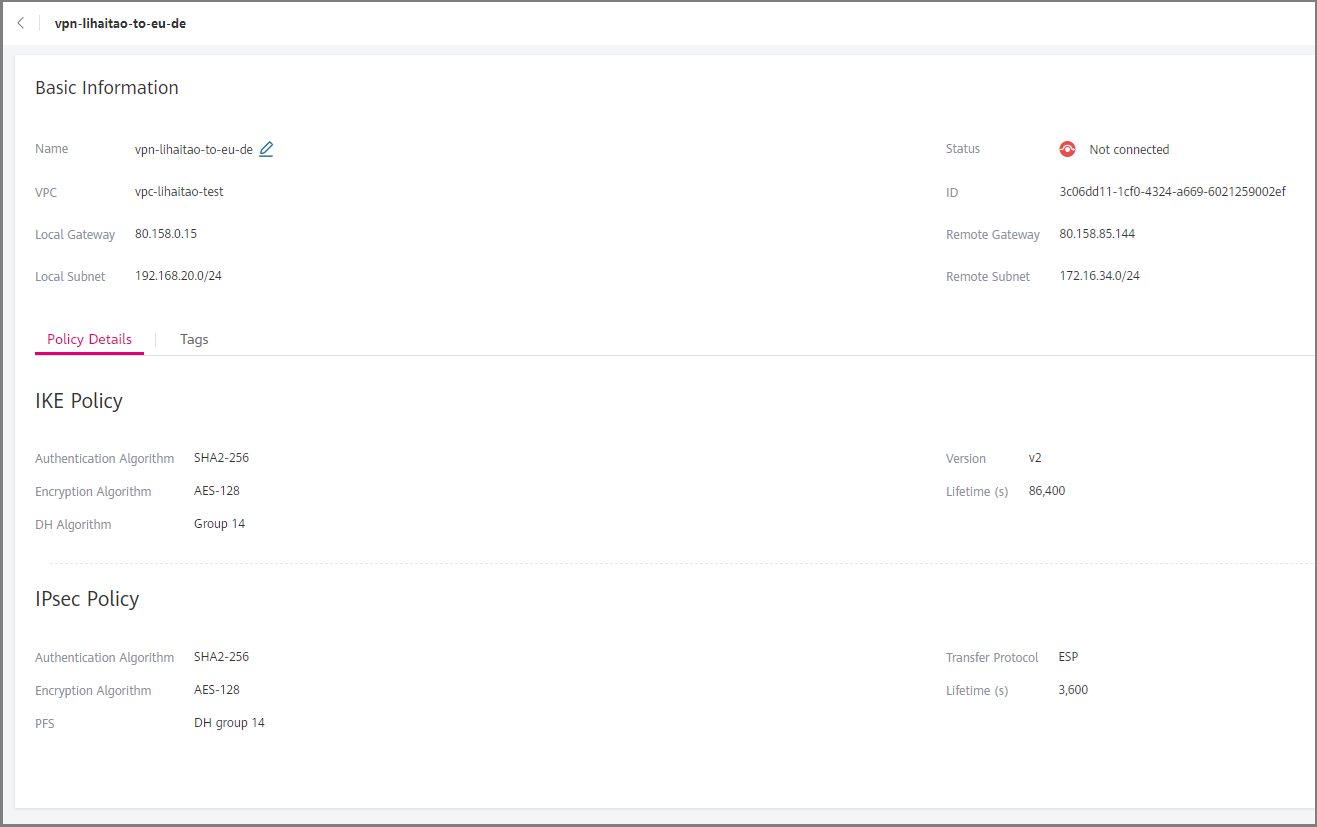 vpn-lihaitao-to-eu-de
Basic Information
Name vpn-lihaitao-to-eu-de Status Not connected
VPC vpc-lihaitao-test ID 3c06dd11-1cf0-4324-a669-6021259002ef
Local Gateway 80.158.0.15 Remote Gateway 80.158.85.144
Local Subnet 192.168.20.0/24 Remote Subnet 172.16.34.0/24
Policy Details Tags
IKE Policy
Authentication Algorithm SHA2-256 Version v2
Encryption Algorithm AES-128 Lifetime (s) 86,400
DH Algorithm Group 14
IPsec Policy
Authentication Algorithm SHA2-256 Transfer Protocol ESP
Encryption Algorithm AES-128 Lifetime (s) 3,600
PFS DH group 14